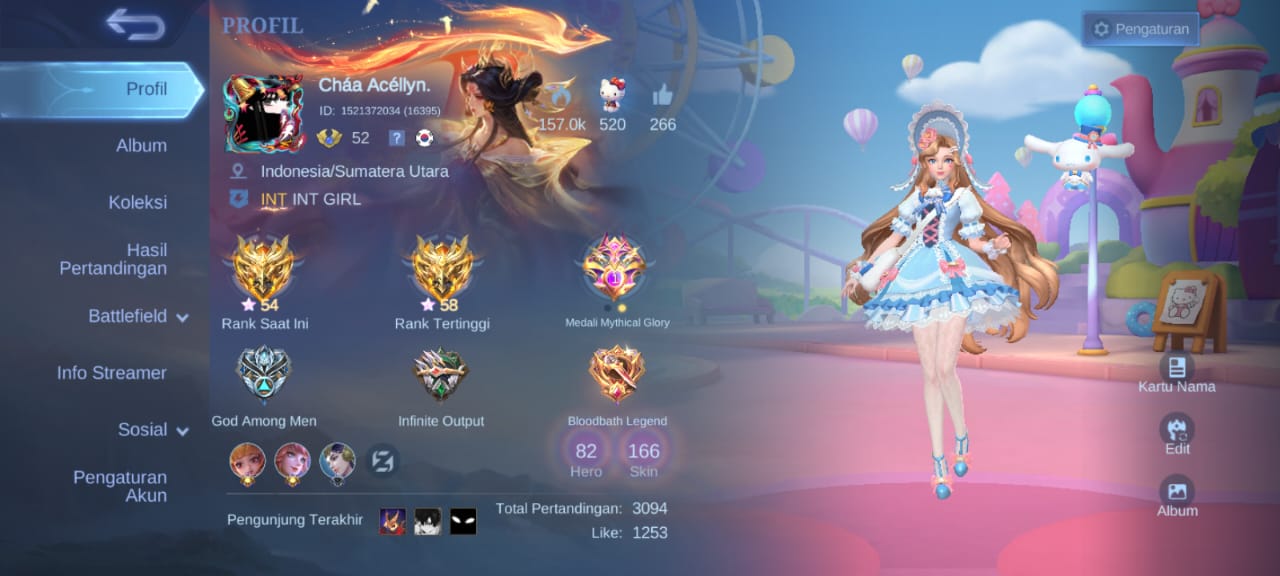 PROFIL
Pengaturan
Profil
Album
Koleksi
Hasil
Pertandingan
Battlefield
Info Streamer
Sosial
Pengaturan
Akun
Cháa Acéllyn.
ID: 1521372034 (16395)
52
?
157.0k 520 266
Indonesia/Sumatera Utara
INT INT GIRL
54
Rank Saat Ini
58
Rank Tertinggi
1
Medali Mythical Glory
God Among Men
Infinite Output
Bloodbath Legend
82
Hero
166
Skin
Pengunjung Terakhir
Total Pertandingan: 3094
Like: 1253
Kartu Nama
Edit
Album